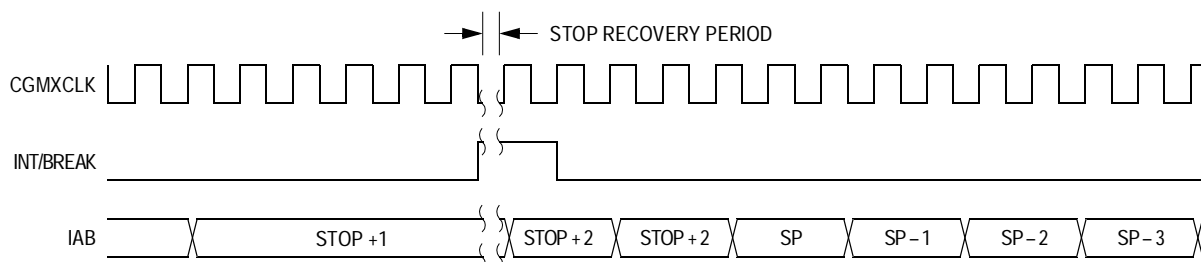 STOP RECOVERY PERIOD
CGMXCLK
INT/BREAK
IAB STOP +1 STOP + 2 STOP + 2 SP SP – 1 SP – 2 SP – 3